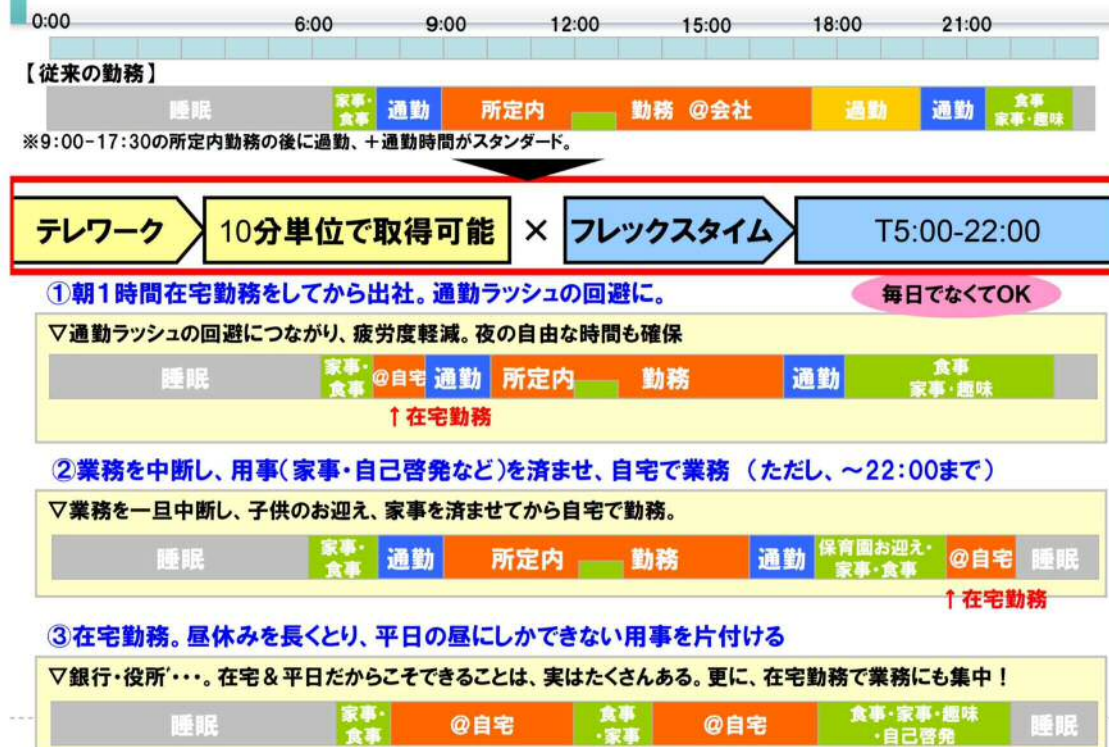 0:00 6:00 9:00 12:00 15:00 18:00 21:00
【従来の勤務】
睡眠 家事・食事 通勤 所定内 勤務 @会社 過勤 通勤 食事 家事・趣味
※9:00-17:30の所定内勤務の後に過勤、＋通勤時間がスタンダード。
テレワーク 10分単位で取得可能 × フレックスタイム T5:00-22:00
①朝1時間在宅勤務をしてから出社。通勤ラッシュの回避に。 毎日でなくてOK
▽通勤ラッシュの回避につながり、疲労度軽減。夜の自由な時間も確保
睡眠 家事・食事 @自宅 通勤 所定内 勤務 通勤 食事 家事・趣味
↑在宅勤務
②業務を中断し、用事（家事・自己啓発など）を済ませ、自宅で業務 （ただし、～22:00まで）
▽業務を一旦中断し、子供のお迎え、家事を済ませてから自宅で勤務。
睡眠 家事・食事 通勤 所定内 勤務 通勤 保育園お迎え・家事・食事 @自宅 睡眠
↑在宅勤務
③在宅勤務。昼休みを長くとり、平日の昼にしかできない用事を片付ける
▽銀行・役所･･･。在宅＆平日だからこそできることは、実はたくさんある。更に、在宅勤務で業務にも集中！
睡眠 家事・食事 @自宅 食事・家事 @自宅 食事・家事・趣味・自己啓発 睡眠